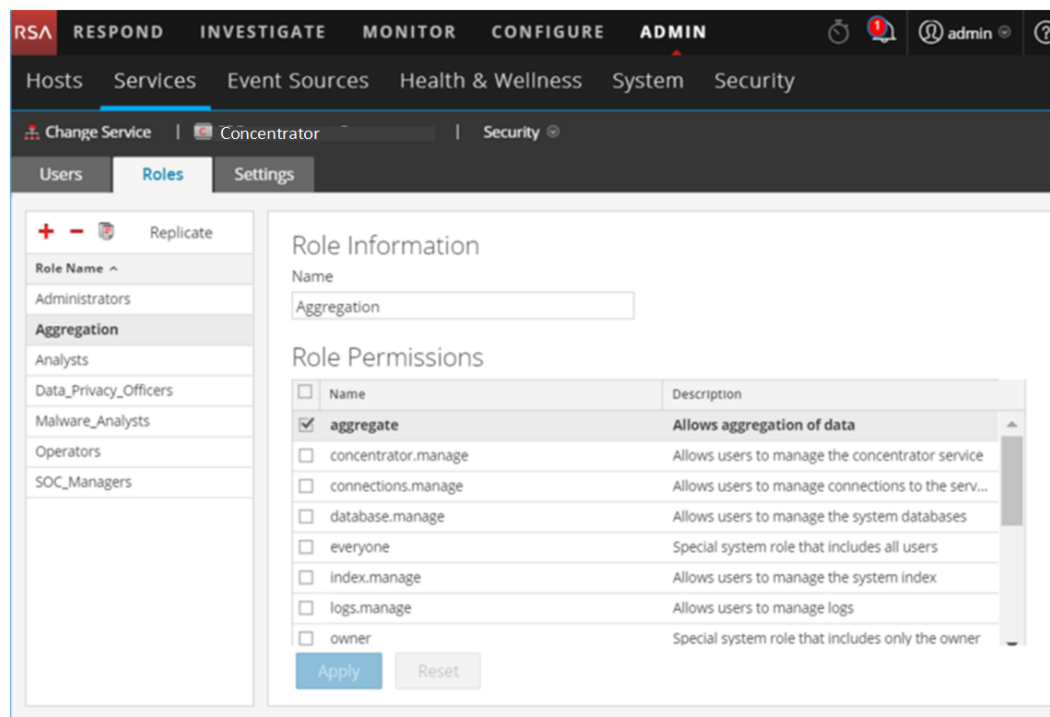 RSA RESPOND INVESTIGATE MONITOR CONFIGURE ADMIN 1 admin ?
Hosts Services Event Sources Health & Wellness System Security
Change Service | C Concentrator | Security
Users Roles Settings
Replicate
Role Name
Administrators
Aggregation
Analysts
Data_Privacy_Officers
Malware_Analysts
Operators
SOC_Managers
Role Information
Name
Aggregation
Role Permissions
Name Description
aggregate Allows aggregation of data
concentrator.manage Allows users to manage the concentrator service
connections.manage Allows users to manage connections to the serv...
database.manage Allows users to manage the system databases
everyone Special system role that includes all users
index.manage Allows users to manage the system index
logs.manage Allows users to manage logs
owner Special system role that includes only the owner
Apply Reset